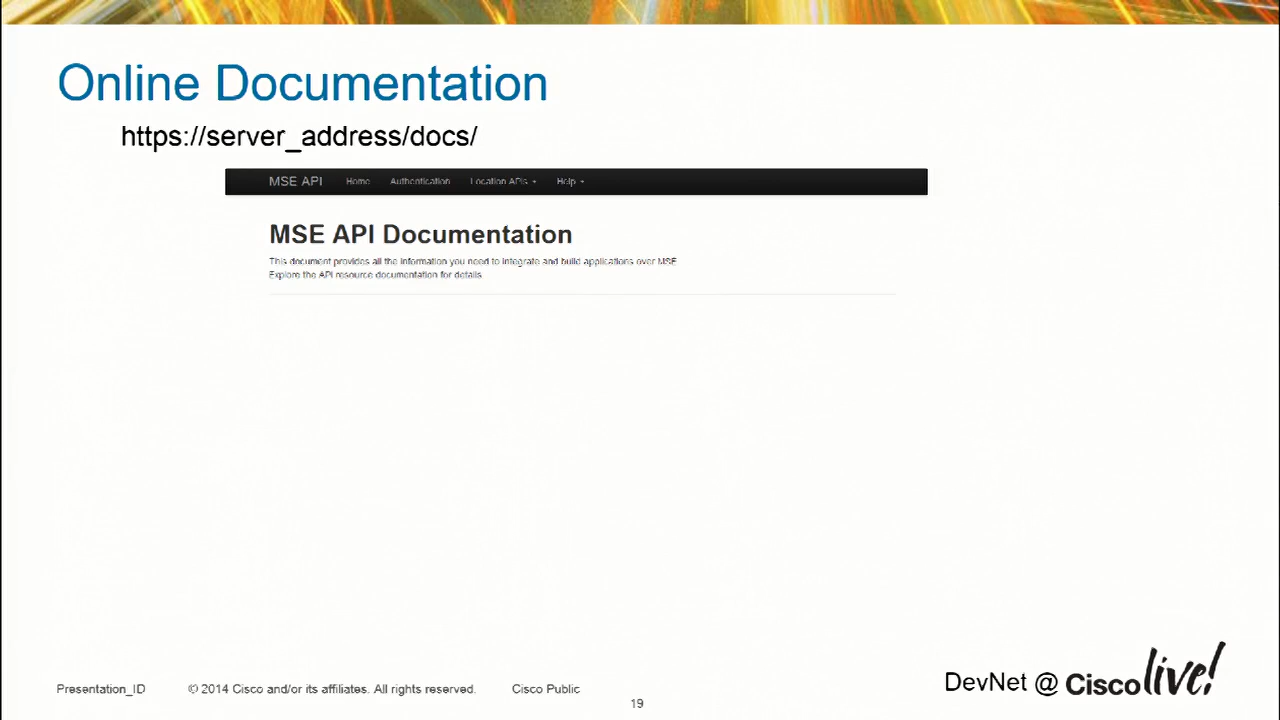 Online Documentation
https://server_address/docs/
MSE API Home Authentication Location APIs Help
MSE API Documentation
This document provides all the information you need to integrate and build applications over MSE
Explore the API resource documentation for details.
Presentation_ID © 2014 Cisco and/or its affiliates. All rights reserved. Cisco Public
19
DevNet @ Cisco live!